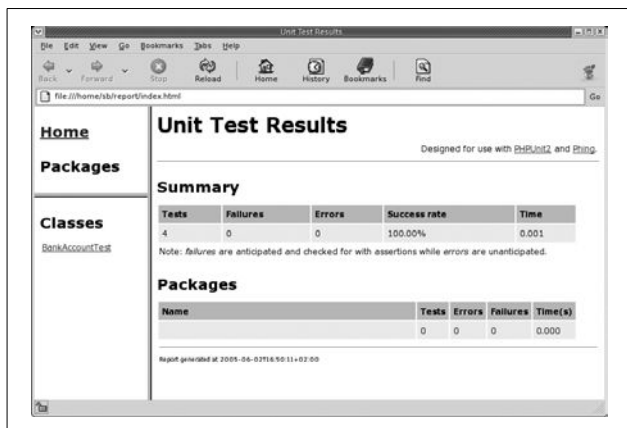 Unit Test Results
File Edit View Go Bookmarks Tabs Help
Back Forward Stop Reload Home History Bookmarks Find
file:///home/sb/report/index.html Go
Home
Packages
Classes
BankAccountTest
Unit Test Results
Designed for use with PHPUnit2 and Phing.
Summary
Tests Failures Errors Success rate Time
4 0 0 100.00% 0.001
Note: failures are anticipated and checked for with assertions while errors are unanticipated.
Packages
Name Tests Errors Failures Time(s)
0 0 0 0.000
Report generated at 2005-06-02T16:50:11+02:00